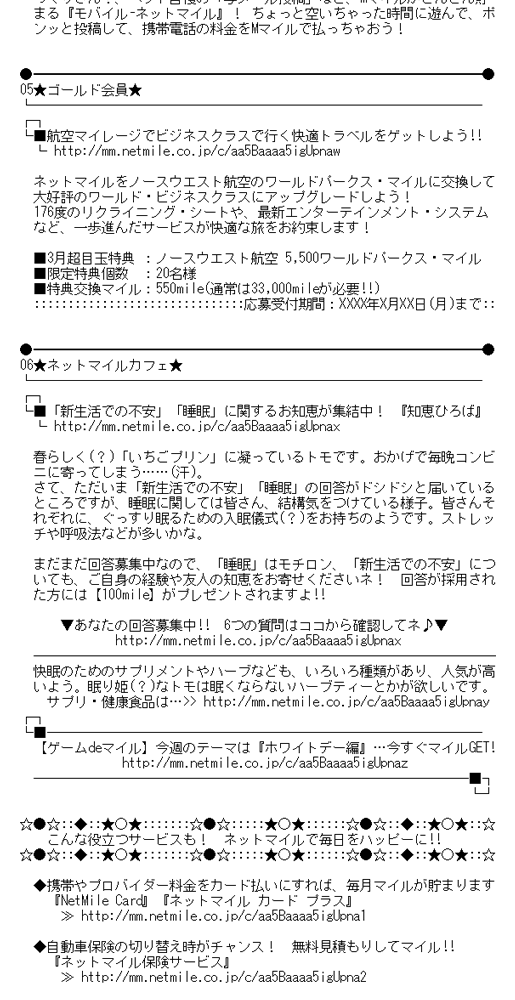 まる『モバイル-ネットマイル』！ ちょっと空いちゃった時間に遊んで、ポ
ンッと投稿して、携帯電話の料金をMマイルで払っちゃおう！
●━━━━━━━━━━━━━━━━━━━━━━━━━━━━━━━━━●
05★ゴールド会員★
└─────────────────────────────────
┌┐
└■航空マイレージでビジネスクラスで行く快適トラベルをゲットしよう!!
└ http://mm.netmile.co.jp/c/aa5Baaaa5igUpnaw
ネットマイルをノースウエスト航空のワールドパークス・マイルに交換して
大好評のワールド・ビジネスクラスにアップグレードしよう！
176度のリクライニング・シートや、最新エンターテインメント・システム
など、一歩進んだサービスが快適な旅をお約束します！
■3月超目玉特典 ：ノースウエスト航空 5,500ワールドパークス・マイル
■限定特典個数 ：20名様
■特典交換マイル：550mile(通常は33,000mileが必要!!)
:::::::::::::::::::::::::::::::応募受付期間：XXXX年X月XX日(月)まで::
●━━━━━━━━━━━━━━━━━━━━━━━━━━━━━━━━━●
06★ネットマイルカフェ★
└─────────────────────────────────
┌┐
└■「新生活での不安」「睡眠」に関するお知恵が集結中！ 『知恵ひろば』
└ http://mm.netmile.co.jp/c/aa5Baaaa5igUpnax
春らしく(？)「いちごプリン」に凝っているトモです。おかげで毎晩コンビ
ニに寄ってしまう……(汗)。
さて、ただいま「新生活での不安」「睡眠」の回答がドシドシと届いている
ところですが、睡眠に関しては皆さん、結構気をつけている様子。皆さんそ
れぞれに、ぐっすり眠るための入眠儀式(？)をお持ちのようです。ストレッ
チや呼吸法などが多いかな。
まだまだ回答募集中なので、「睡眠」はモチロン、「新生活での不安」につ
いても、ご自身の経験や友人の知恵をお寄せくださいネ！ 回答が採用され
た方には【100mile】がプレゼントされますよ!!
▼あなたの回答募集中!! 6つの質問はココから確認してネ♪▼
http://mm.netmile.co.jp/c/aa5Baaaa5igUpnax
快眠のためのサプリメントやハーブなども、いろいろ種類があり、人気が高
いよう。眠り姫(？)なトモは眠くならないハーブティーとかが欲しいです。
サプリ・健康食品は…>> http://mm.netmile.co.jp/c/aa5Baaaa5igUpnay
┌┐
└■────────────────────────────────
【ゲームdeマイル】今週のテーマは『ホワイトデー編』…今すぐマイルGET!
http://mm.netmile.co.jp/c/aa5Baaaa5igUpnaz
────────────────────────────────■┐
└┘
☆●☆::◆::★○★:::::::☆●☆:::::★○★:::::☆●☆::◆::★○★::☆
こんな役立つサービスも！ ネットマイルで毎日をハッピーに!!
☆●☆::◆::★○★:::::::☆●☆:::::★○★:::::☆●☆::◆::★○★::☆
◆携帯やプロバイダー料金をカード払いにすれば、毎月マイルが貯まります
『NetMile Card』『ネットマイル カード プラス』
≫ http://mm.netmile.co.jp/c/aa5Baaaa5igUpna1
◆自動車保険の切り替え時がチャンス！ 無料見積もりしてマイル!!
『ネットマイル保険サービス』
≫ http://mm.netmile.co.jp/c/aa5Baaaa5igUpna2